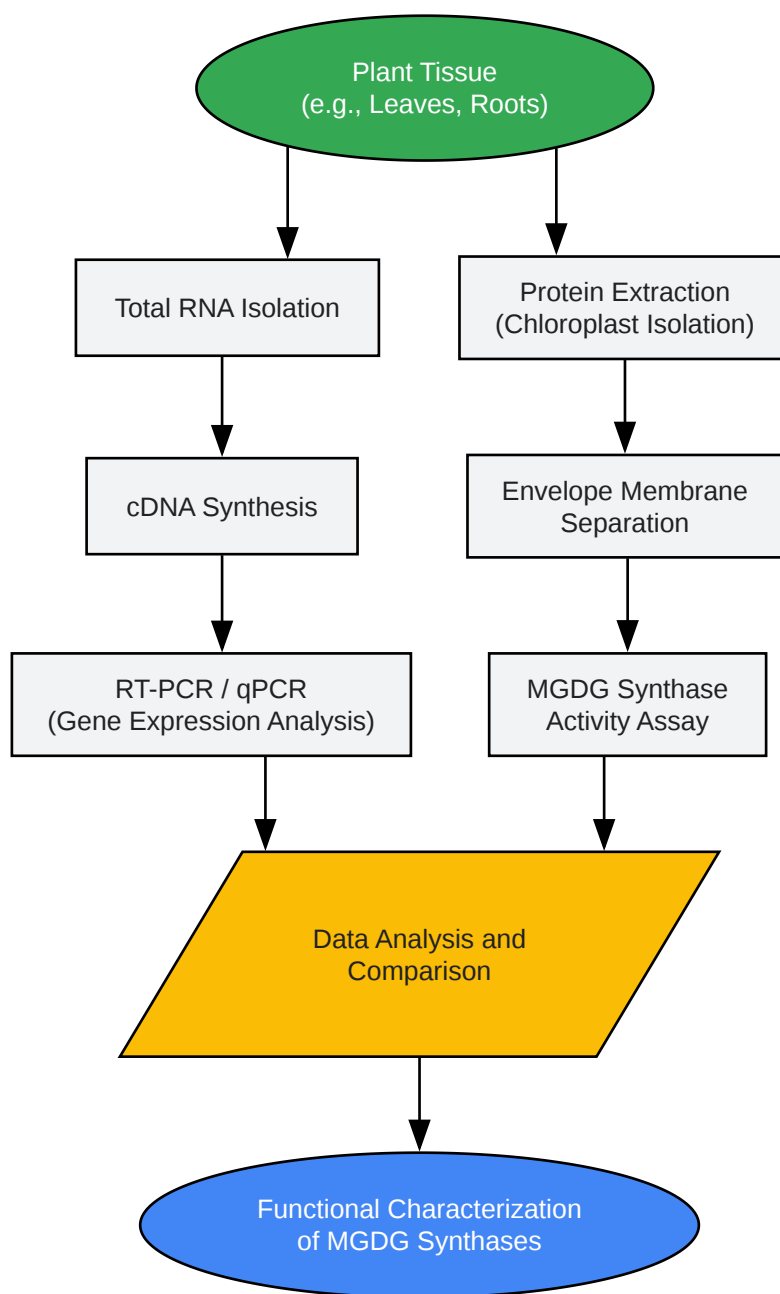 Plant Tissue
(e.g., Leaves, Roots)
Total RNA Isolation
Protein Extraction
(Chloroplast Isolation)
cDNA Synthesis
Envelope Membrane
Separation
RT-PCR / qPCR
(Gene Expression Analysis)
MGDG Synthase
Activity Assay
Data Analysis and
Comparison
Functional Characterization
of MGDG Synthases